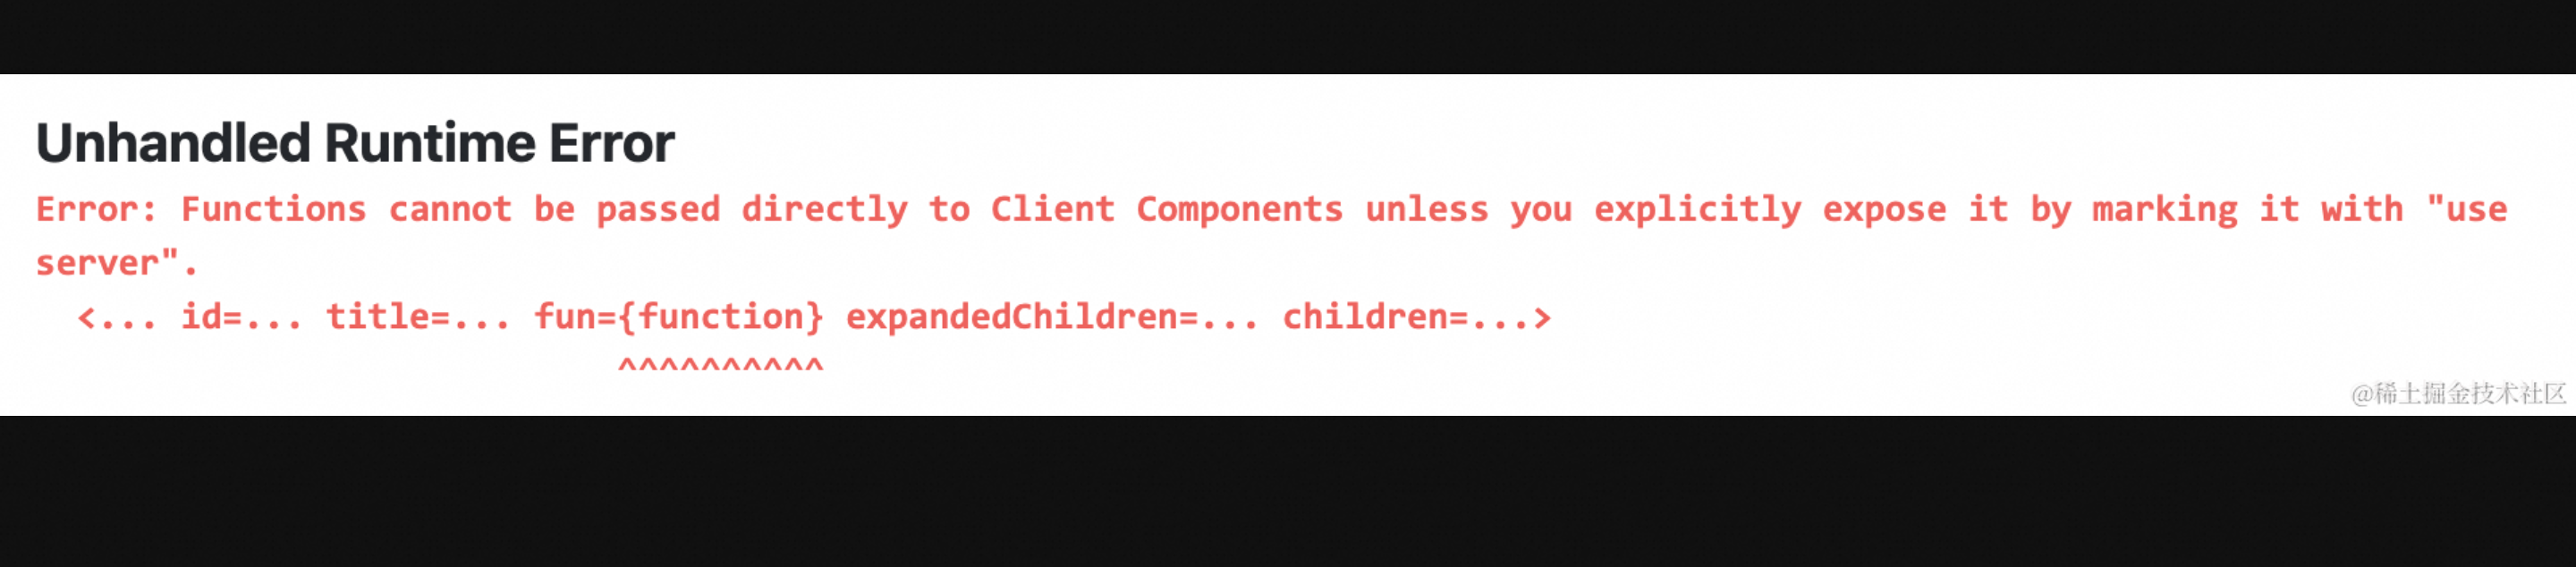 Unhandled Runtime Error
Error: Functions cannot be passed directly to Client Components unless you explicitly expose it by marking it with "use
server".
<... id=... title=... fun={function} expandedChildren=... children=...>
^^^^^^^^^^
@稀土掘金技术社区